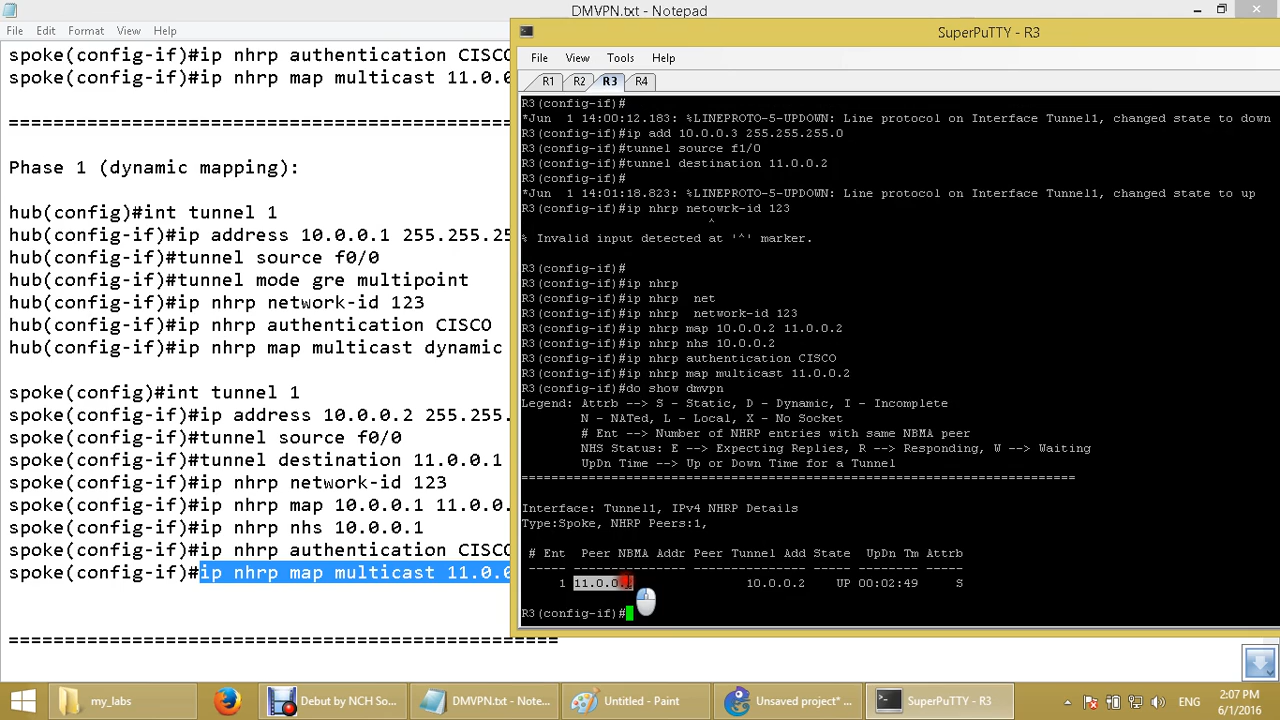 DMVPN.txt - Notepad
File Edit Format View Help
spoke(config-if)#ip nhrp authentication CISCO
spoke(config-if)#ip nhrp map multicast 11.0.0
=================================================
Phase 1 (dynamic mapping):
hub(config)#int tunnel 1
hub(config-if)#ip address 10.0.0.1 255.255.25
hub(config-if)#tunnel source f0/0
hub(config-if)#tunnel mode gre multipoint
hub(config-if)#ip nhrp network-id 123
hub(config-if)#ip nhrp authentication CISCO
hub(config-if)#ip nhrp map multicast dynamic
spoke(config)#int tunnel 1
spoke(config-if)#ip address 10.0.0.2 255.255.
spoke(config-if)#tunnel source f0/0
spoke(config-if)#tunnel destination 11.0.0.1
spoke(config-if)#ip nhrp network-id 123
spoke(config-if)#ip nhrp map 10.0.0.1 11.0.0.
spoke(config-if)#ip nhrp nhs 10.0.0.1
spoke(config-if)#ip nhrp authentication CISCO
spoke(config-if)#ip nhrp map multicast 11.0.0
=================================================
SuperPuTTY - R3
File View Tools Help
R1 R2 R3 R4
R3(config-if)#
*Jun 1 14:00:12.183: %LINEPROTO-5-UPDOWN: Line protocol on Interface Tunnel1, changed state to down
R3(config-if)#ip add 10.0.0.3 255.255.255.0
R3(config-if)#tunnel source f1/0
R3(config-if)#tunnel destination 11.0.0.2
R3(config-if)#
*Jun 1 14:01:18.823: %LINEPROTO-5-UPDOWN: Line protocol on Interface Tunnel1, changed state to up
R3(config-if)#ip nhrp netowrk-id 123
^
% Invalid input detected at '^' marker.
R3(config-if)#
R3(config-if)#ip nhrp
R3(config-if)#ip nhrp net
R3(config-if)#ip nhrp network-id 123
R3(config-if)#ip nhrp map 10.0.0.2 11.0.0.2
R3(config-if)#ip nhrp nhs 10.0.0.2
R3(config-if)#ip nhrp authentication CISCO
R3(config-if)#ip nhrp map multicast 11.0.0.2
R3(config-if)#do show dmvpn
Legend: Attrb --> S - Static, D - Dynamic, I - Incomplete
N - NATed, L - Local, X - No Socket
# Ent --> Number of NHRP entries with same NBMA peer
NHS Status: E --> Expecting Replies, R --> Responding, W --> Waiting
UpDn Time --> Up or Down Time for a Tunnel
==========================================================================
Interface: Tunnel1, IPv4 NHRP Details
Type:Spoke, NHRP Peers:1,
# Ent Peer NBMA Addr Peer Tunnel Add State UpDn Tm Attrb
----- --------------- --------------- ----- -------- -----
1 11.0.0. 10.0.0.2 UP 00:02:49 S
R3(config-if)#
my_labs
Debut by NCH So...
DMVPN.txt - Note...
Untitled - Paint
Unsaved project* ...
SuperPuTTY - R3
ENG
2:07 PM
6/1/2016